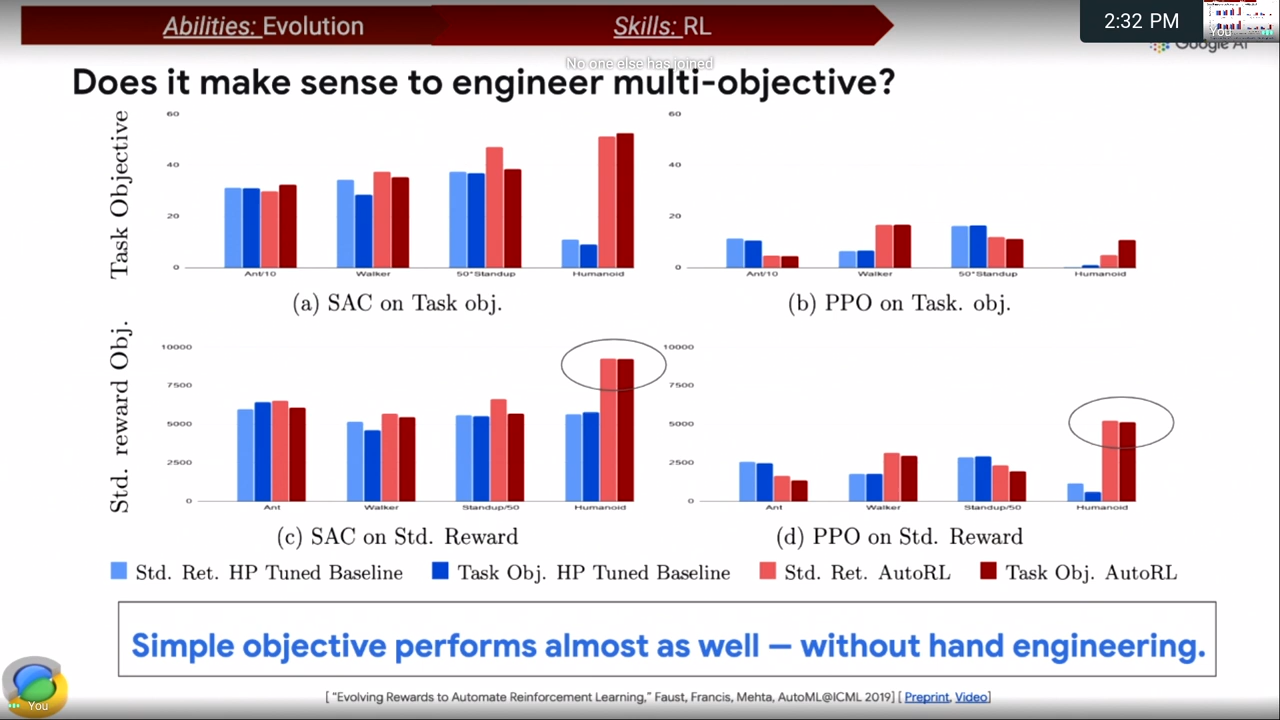 Abilities: Evolution
Skills: RL
2:32 PM
You
Google AI
No one else has joined
Does it make sense to engineer multi-objective?
Task Objective
60
40
20
0
Ant/10
Walker
50*Standup
Humanoid
(a) SAC on Task obj.
60
40
20
0
Ant/10
Walker
50*Standup
Humanoid
(b) PPO on Task. obj.
Std. reward Obj.
10000
7500
5000
2500
0
Ant
Walker
Standup/50
Humanoid
(c) SAC on Std. Reward
10000
7500
5000
2500
0
Ant
Walker
Standup/50
Humanoid
(d) PPO on Std. Reward
Std. Ret. HP Tuned Baseline
Task Obj. HP Tuned Baseline
Std. Ret. AutoRL
Task Obj. AutoRL
Simple objective performs almost as well — without hand engineering.
[ "Evolving Rewards to Automate Reinforcement Learning," Faust, Francis, Mehta, AutoML@ICML 2019] [ Preprint, Video]
You